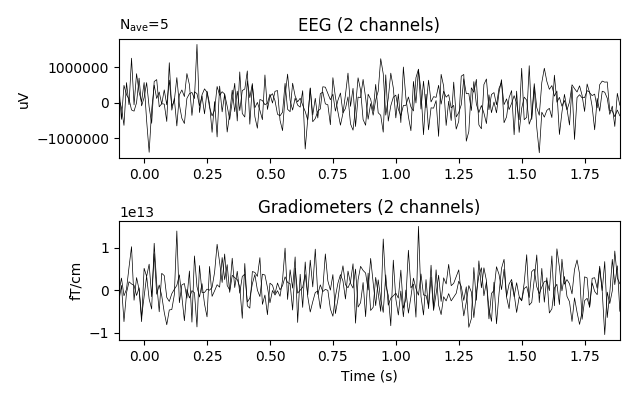 N_ave=5 EEG (2 channels)
1000000
0
−1000000
uV
0.00 0.25 0.50 0.75 1.00 1.25 1.50 1.75
1e13 Gradiometers (2 channels)
1
0
−1
fT/cm
0.00 0.25 0.50 0.75 1.00 1.25 1.50 1.75
Time (s)